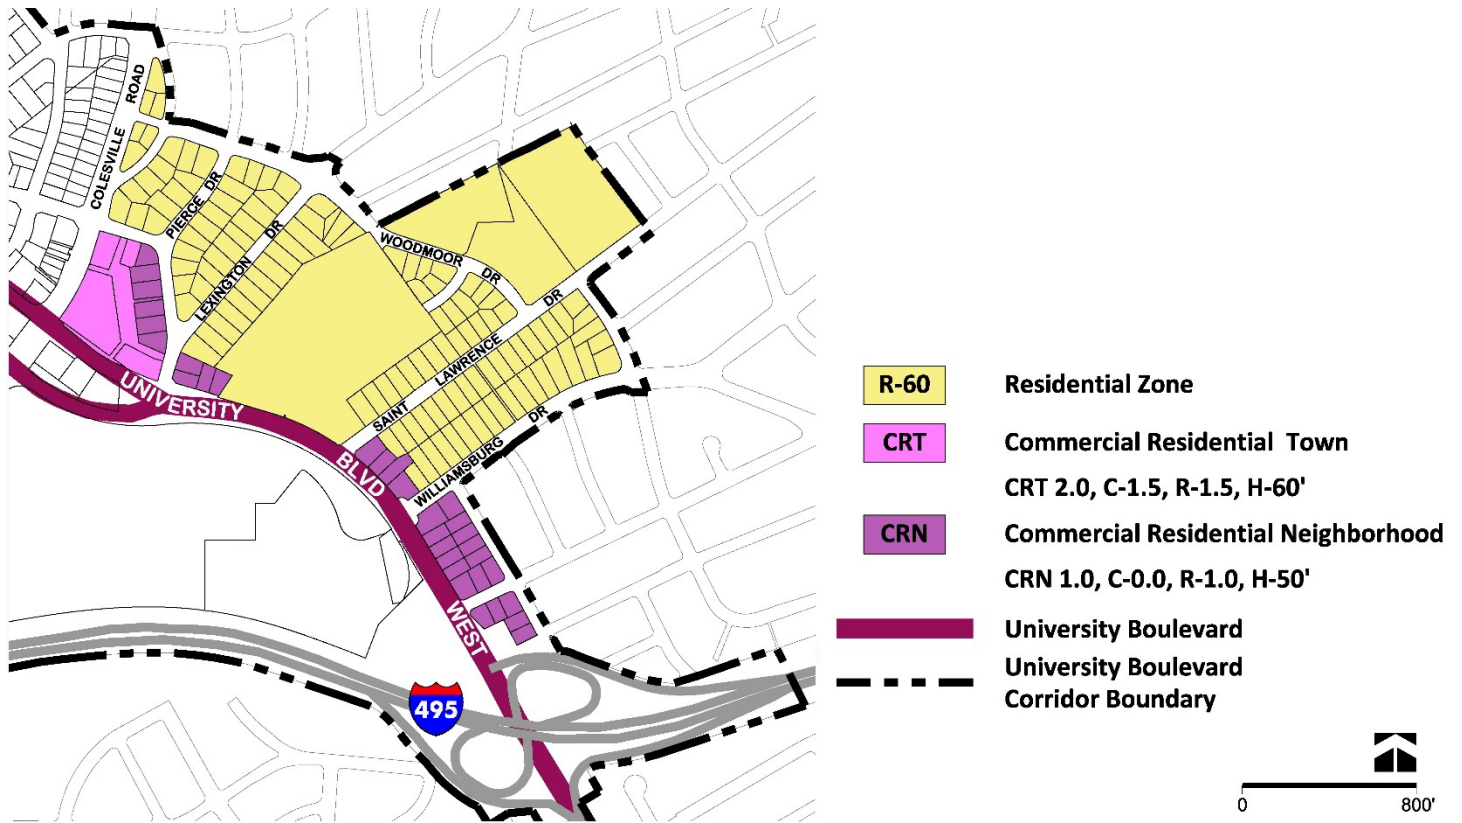 COLESVILLE ROAD
PIERCE DR
LEXINGTON DR
WOODMOOR DR
SAINT LAWRENCE DR
WILLIAMSBURG DR
UNIVERSITY BLVD WEST
495
R-60 Residential Zone
CRT Commercial Residential Town
CRT 2.0, C-1.5, R-1.5, H-60'
CRN Commercial Residential Neighborhood
CRN 1.0, C-0.0, R-1.0, H-50'
University Boulevard
University Boulevard
Corridor Boundary
0 800'